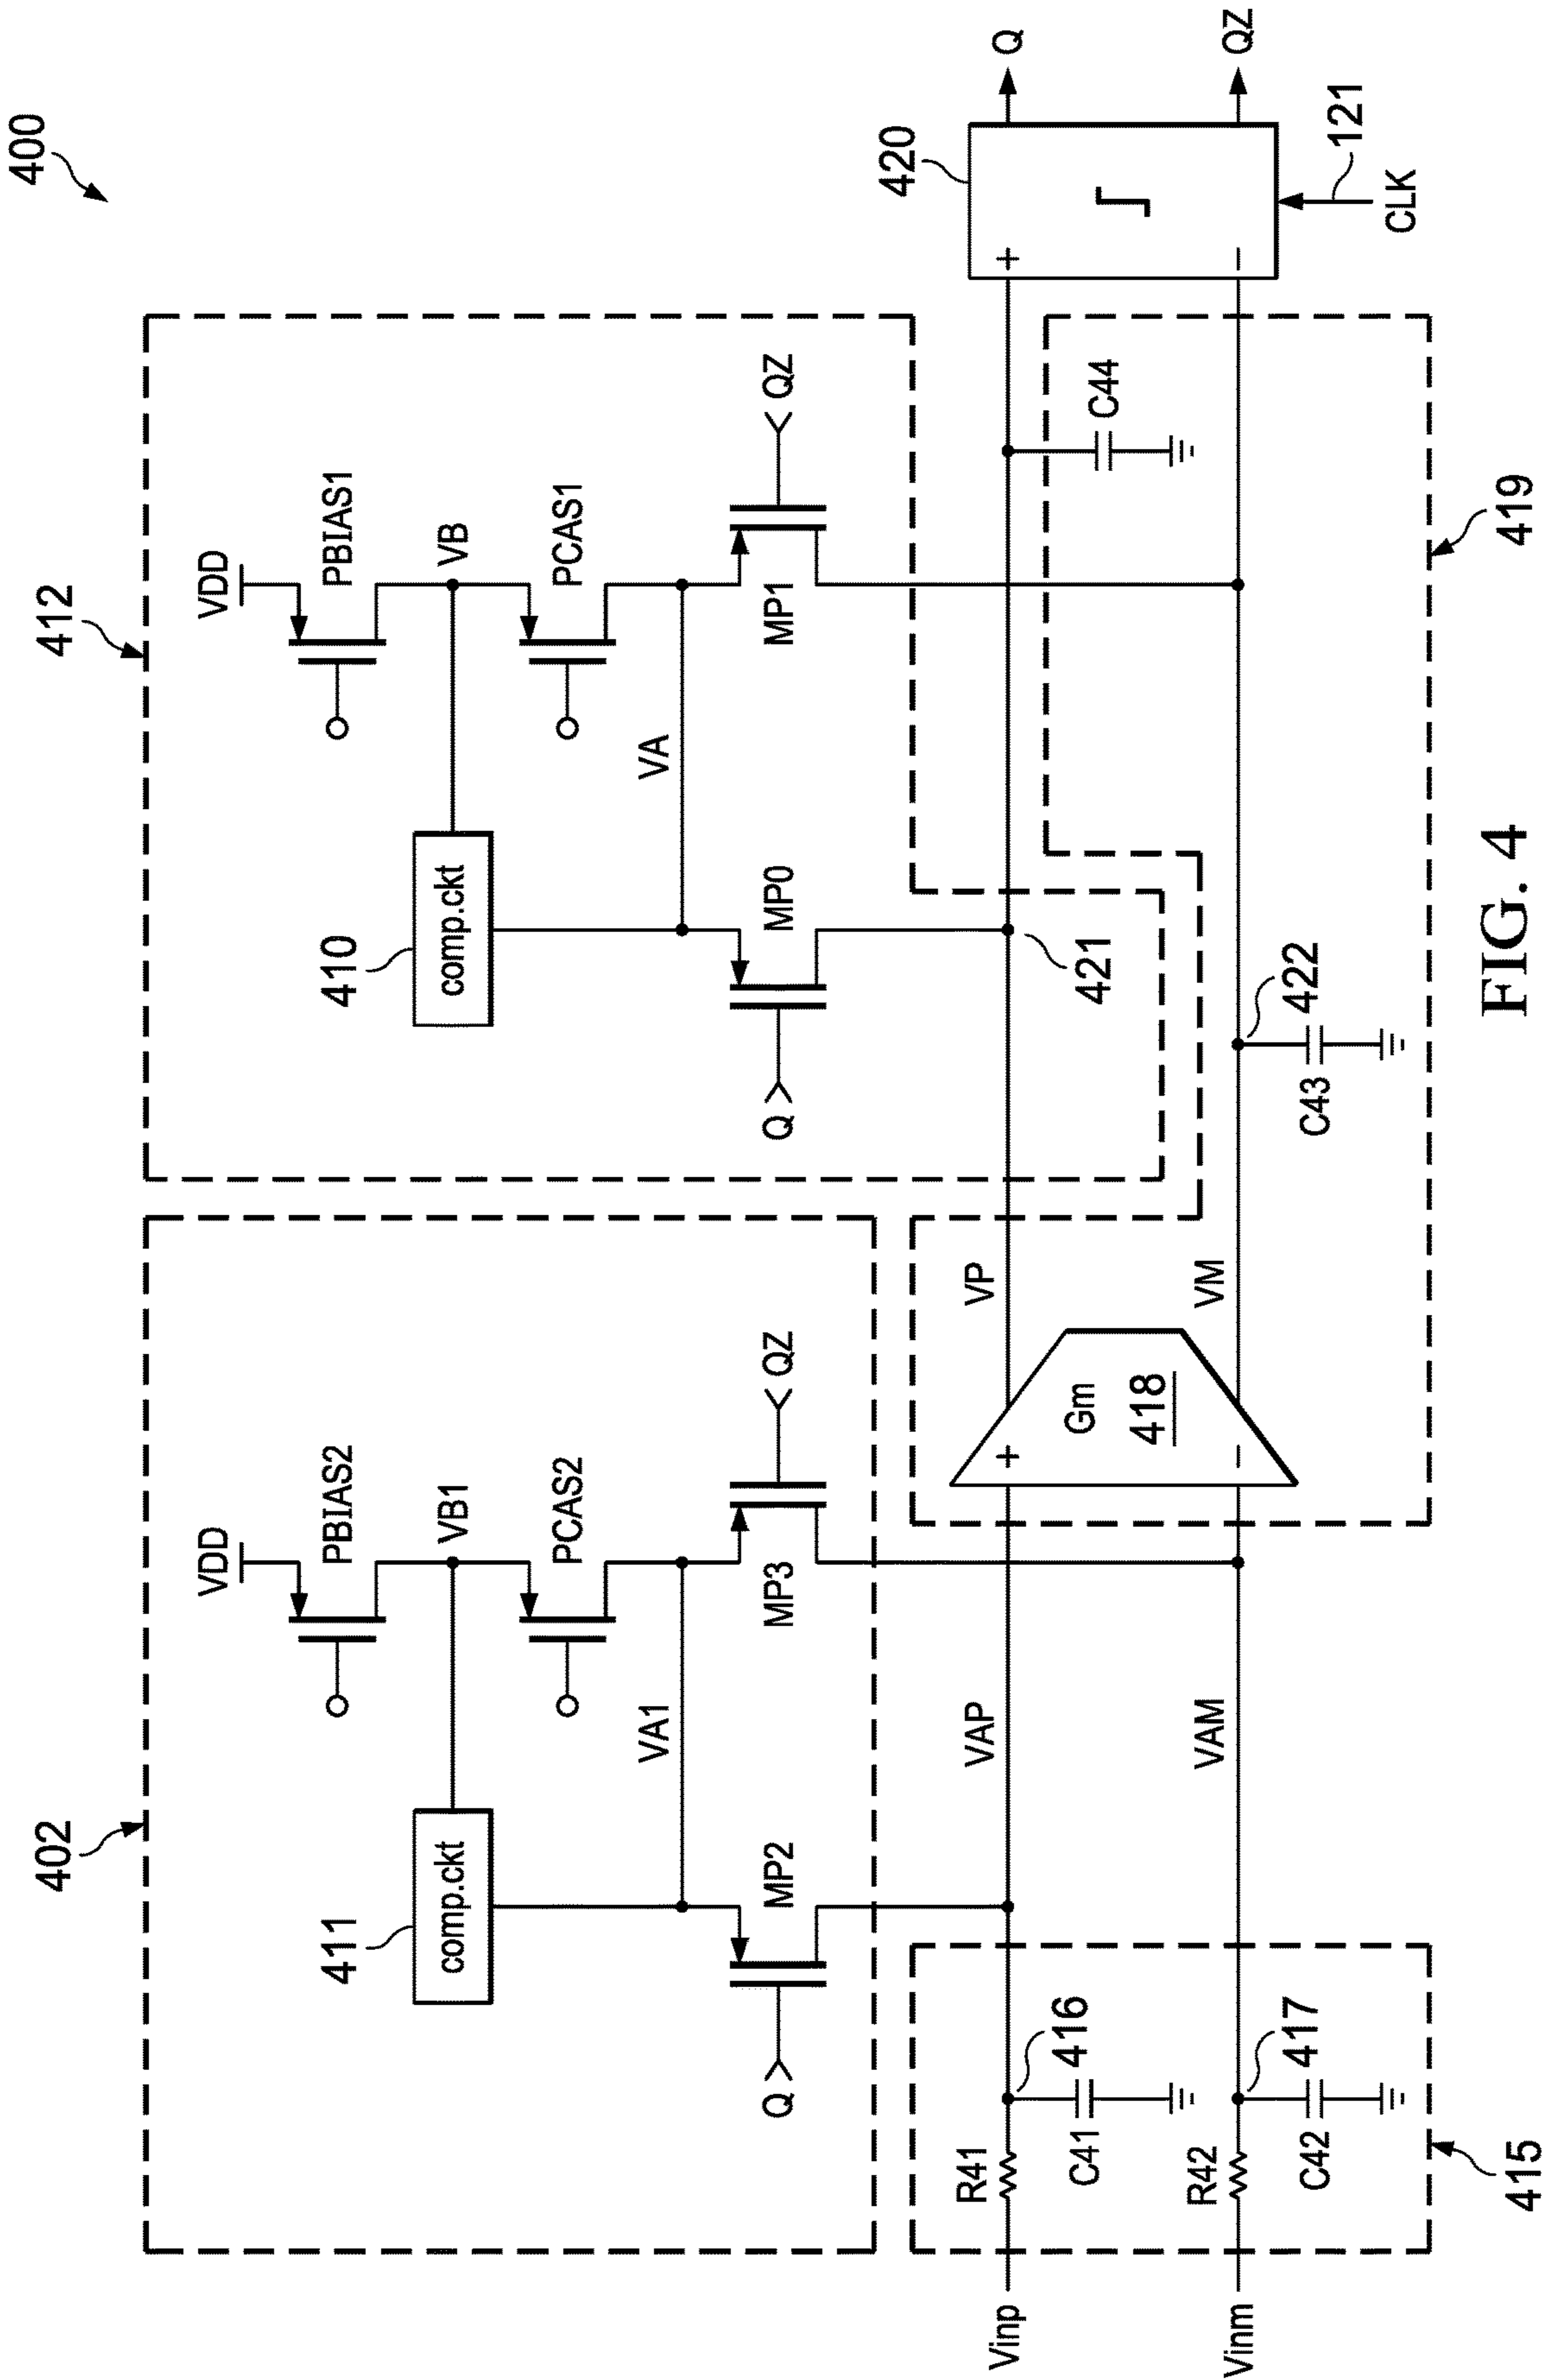 400
402
412
VDD
VDD
PBIAS2
PBIAS1
VB1
VB
411
comp.ckt
PCAS2
410
comp.ckt
PCAS1
VA1
VA
Q
MP2
MP3
QZ
Q
MP0
MP1
QZ
420
Q
Vinp
R41
416
VAP
+
VP
421
+
C41
Gm
418
C44
Vinm
R42
417
VAM
−
VM
422
−
QZ
C42
C43
CLK
121
415
419
FIG. 4